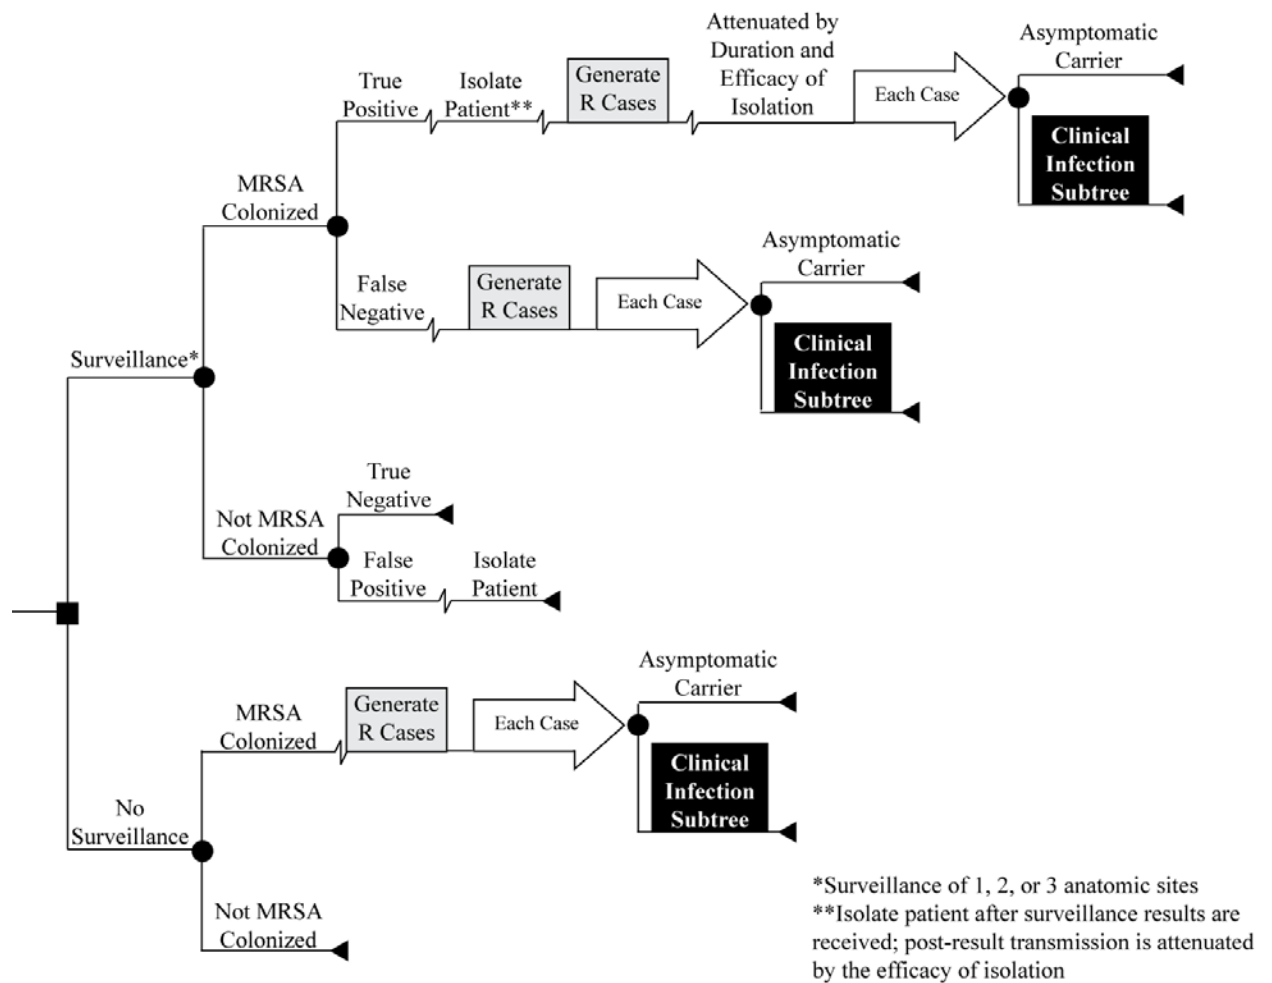 Attenuated by
Duration and
Efficacy of
Isolation
Asymptomatic
Carrier
True
Positive
Isolate
Patient**
Generate
R Cases
Each Case
Clinical
Infection
Subtree
MRSA
Colonized
Asymptomatic
Carrier
False
Negative
Generate
R Cases
Each Case
Clinical
Infection
Subtree
Surveillance*
True
Negative
Not MRSA
Colonized
False
Positive
Isolate
Patient
Asymptomatic
Carrier
MRSA
Colonized
Generate
R Cases
Each Case
Clinical
Infection
Subtree
No
Surveillance
Not MRSA
Colonized
*Surveillance of 1, 2, or 3 anatomic sites
**Isolate patient after surveillance results are
received; post-result transmission is attenuated
by the efficacy of isolation